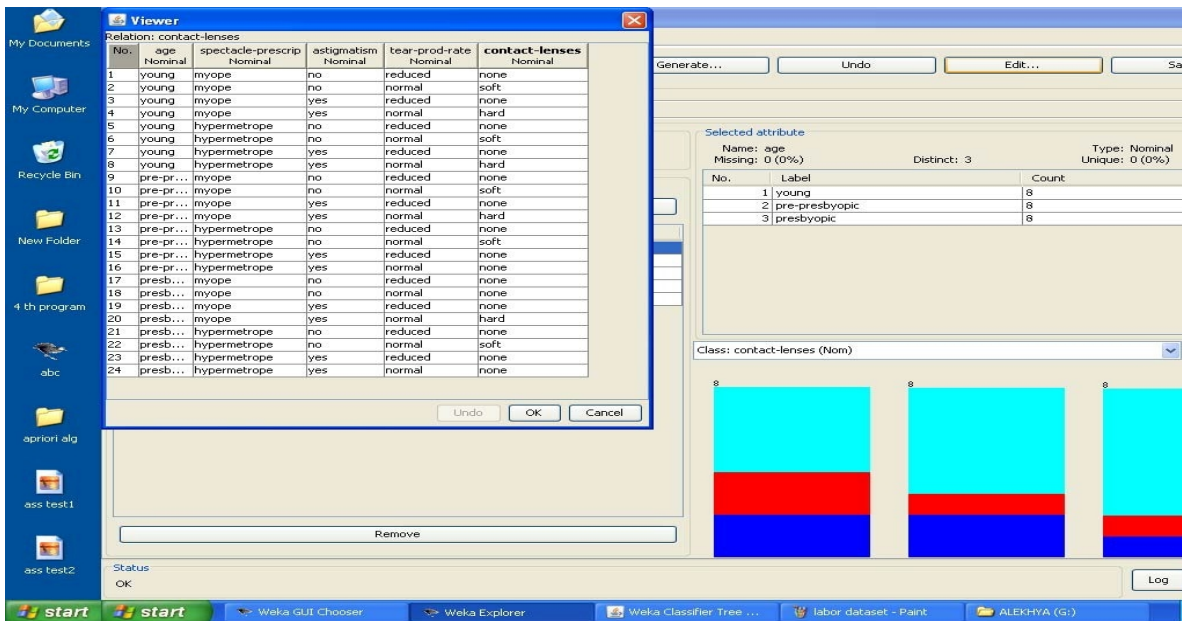 My Documents
My Computer
Recycle Bin
New Folder
4 th program
abc
apriori alg
ass test1
ass test2
Viewer
Relation: contact-lenses
No. age spectacle-prescrip astigmatism tear-prod-rate contact-lenses
Nominal Nominal Nominal Nominal Nominal
1 young myope no reduced none
2 young myope no normal soft
3 young myope yes reduced none
4 young myope yes normal hard
5 young hypermetrope no reduced none
6 young hypermetrope no normal soft
7 young hypermetrope yes reduced none
8 young hypermetrope yes normal hard
9 pre-pr... myope no reduced none
10 pre-pr... myope no normal soft
11 pre-pr... myope yes reduced none
12 pre-pr... myope yes normal hard
13 pre-pr... hypermetrope no reduced none
14 pre-pr... hypermetrope no normal soft
15 pre-pr... hypermetrope yes reduced none
16 pre-pr... hypermetrope yes normal none
17 presb... myope no reduced none
18 presb... myope no normal none
19 presb... myope yes reduced none
20 presb... myope yes normal hard
21 presb... hypermetrope no reduced none
22 presb... hypermetrope no normal soft
23 presb... hypermetrope yes reduced none
24 presb... hypermetrope yes normal none
Undo OK Cancel
Generate... Undo Edit... Sa
Selected attribute
Name: age Type: Nominal
Missing: 0 (0%) Distinct: 3 Unique: 0 (0%)
No. Label Count
1 young 8
2 pre-presbyopic 8
3 presbyopic 8
Class: contact-lenses (Nom)
8 8 8
Remove
Status
OK Log
start start Weka GUI Chooser Weka Explorer Weka Classifier Tree ... labor dataset - Paint ALEKHYA (G:)